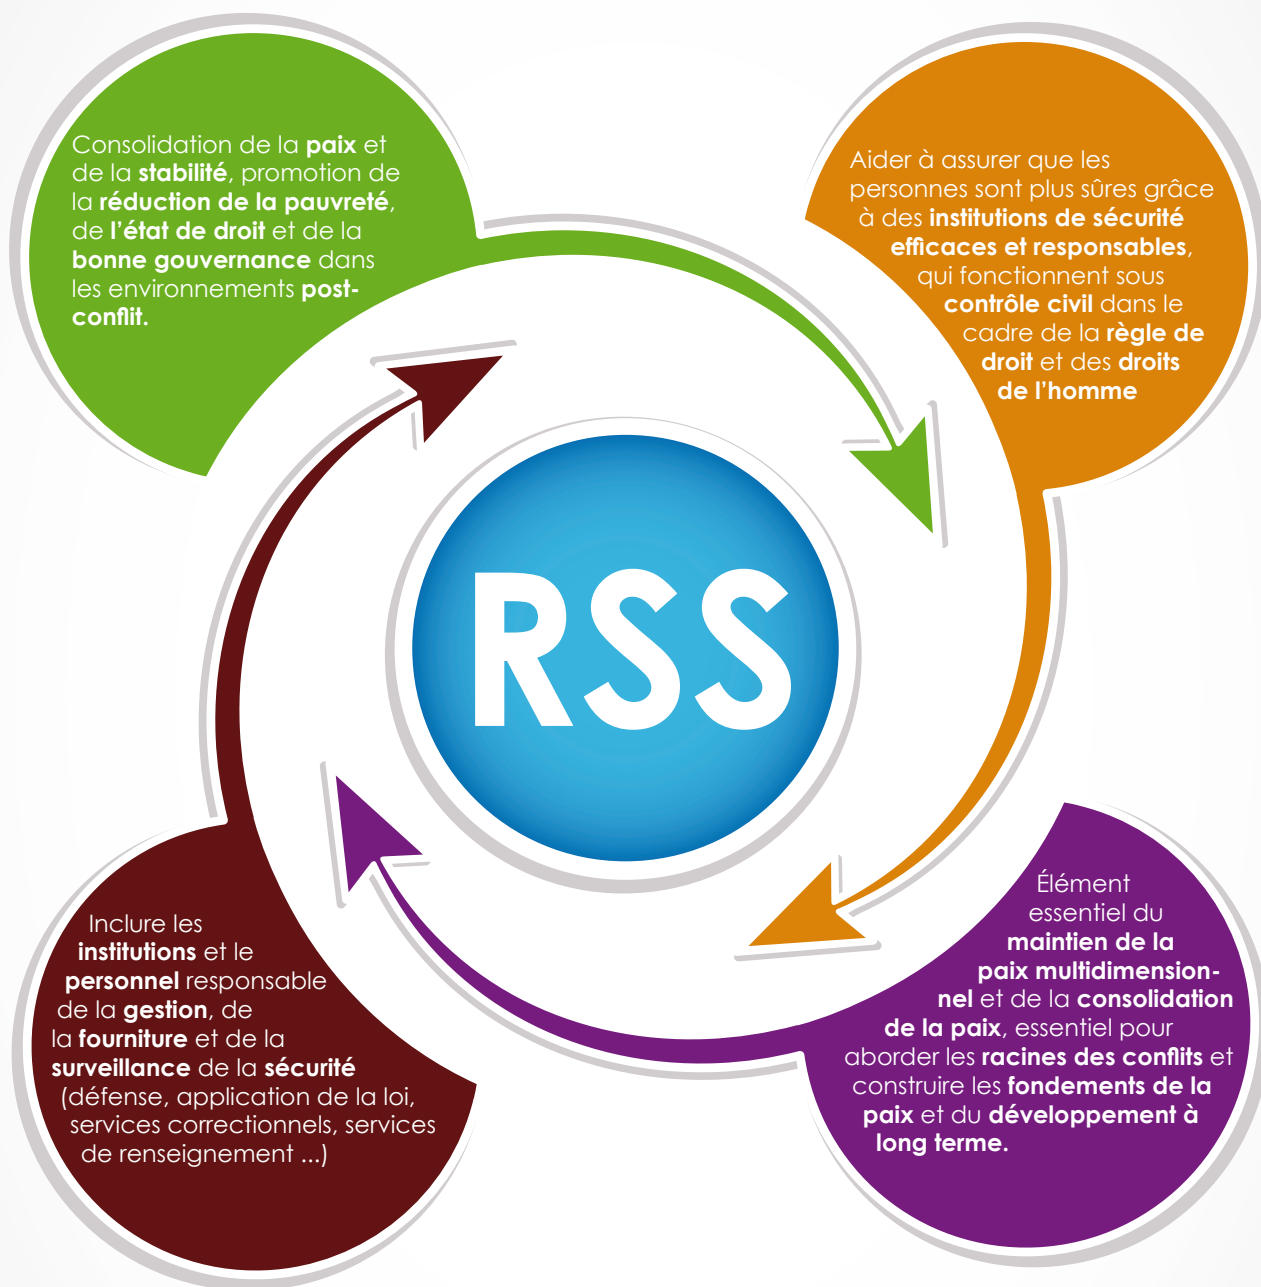 Consolidation de la paix et
de la stabilité, promotion de
la réduction de la pauvreté,
de l’état de droit et de la
bonne gouvernance dans
les environnements post-
conflit.
Aider à assurer que les
personnes sont plus sûres grâce
à des institutions de sécurité
efficaces et responsables,
qui fonctionnent sous
contrôle civil dans le
cadre de la règle de
droit et des droits
de l’homme
RSS
Inclure les
institutions et le
personnel responsable
de la gestion, de
la fourniture et de la
surveillance de la sécurité
(défense, application de la loi,
services correctionnels, services
de renseignement ...)
Élément
essentiel du
maintien de la
paix multidimension-
nel et de la consolidation
de la paix, essentiel pour
aborder les racines des conflits et
construire les fondements de la
paix et du développement à
long terme.